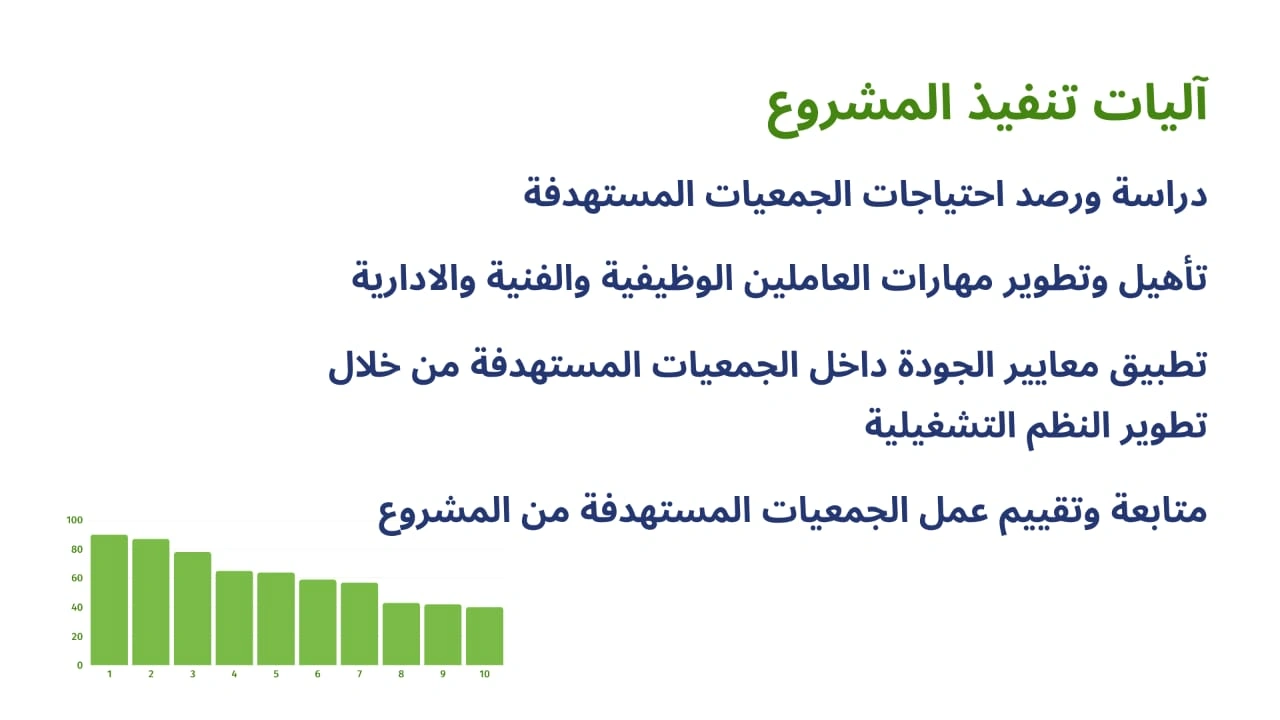 آليات تنفيذ المشروع
دراسة ورصد احتياجات الجمعيات المستهدفة
تأهيل وتطوير مهارات العاملين الوظيفية والفنية والادارية
تطبيق معايير الجودة داخل الجمعيات المستهدفة من خلال
تطوير النظم التشغيلية
متابعة وتقييم عمل الجمعيات المستهدفة من المشروع
100
80
60
40
20
0
1 2 3 4 5 6 7 8 9 10